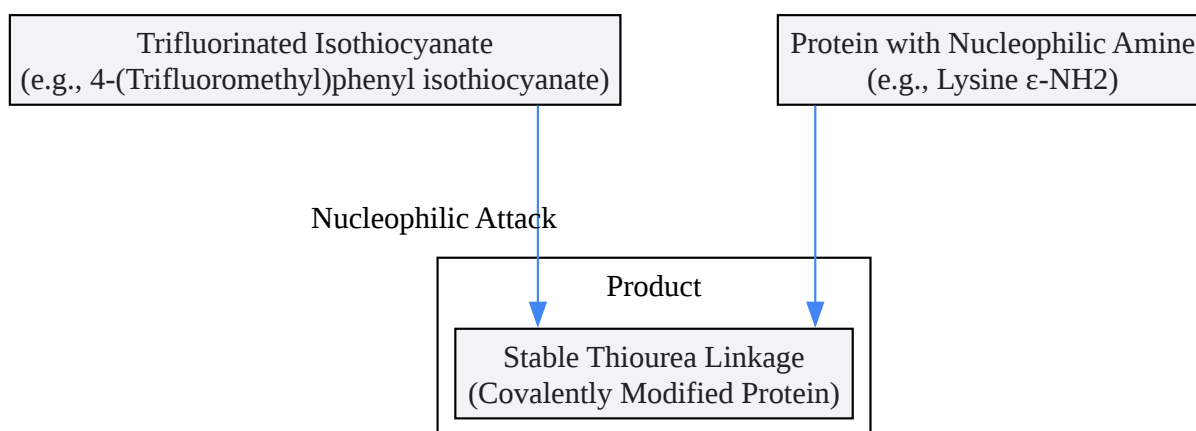 Trifluorinated Isothiocyanate
(e.g., 4-(Trifluoromethyl)phenyl isothiocyanate)
Protein with Nucleophilic Amine
(e.g., Lysine ε-NH2)
Nucleophilic Attack
Product
Stable Thiourea Linkage
(Covalently Modified Protein)